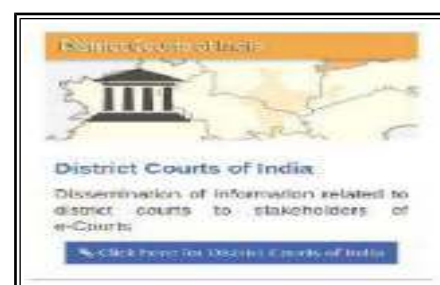 District Courts of India
District Courts of India
Dissemination of information related to
district courts to stakeholders of
e-Courts
Click here for District Courts of India